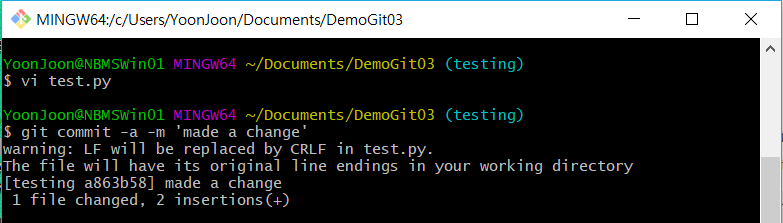 MINGW64:/c/Users/YoonJoon/Documents/DemoGit03
YoonJoon@NBMSWin01 MINGW64 ~/Documents/DemoGit03 (testing)
$ vi test.py
YoonJoon@NBMSWin01 MINGW64 ~/Documents/DemoGit03 (testing)
$ git commit -a -m 'made a change'
warning: LF will be replaced by CRLF in test.py.
The file will have its original line endings in your working directory
[testing a863b58] made a change
 1 file changed, 2 insertions(+)